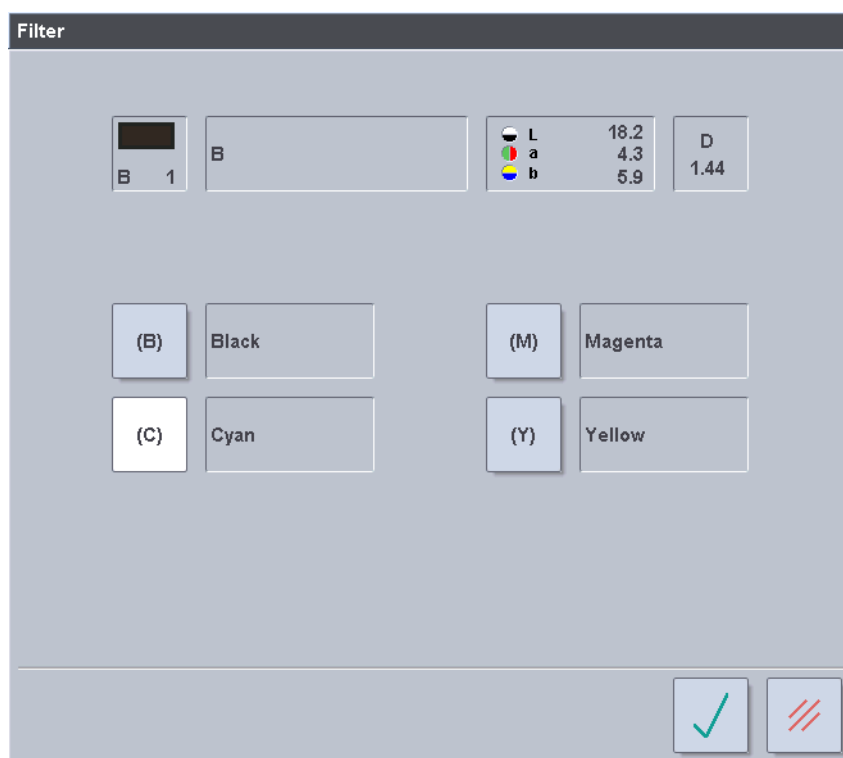 Filter
B 1
B
L 18.2
a 4.3
b 5.9
D
1.44
(B) Black
(M) Magenta
(C) Cyan
(Y) Yellow